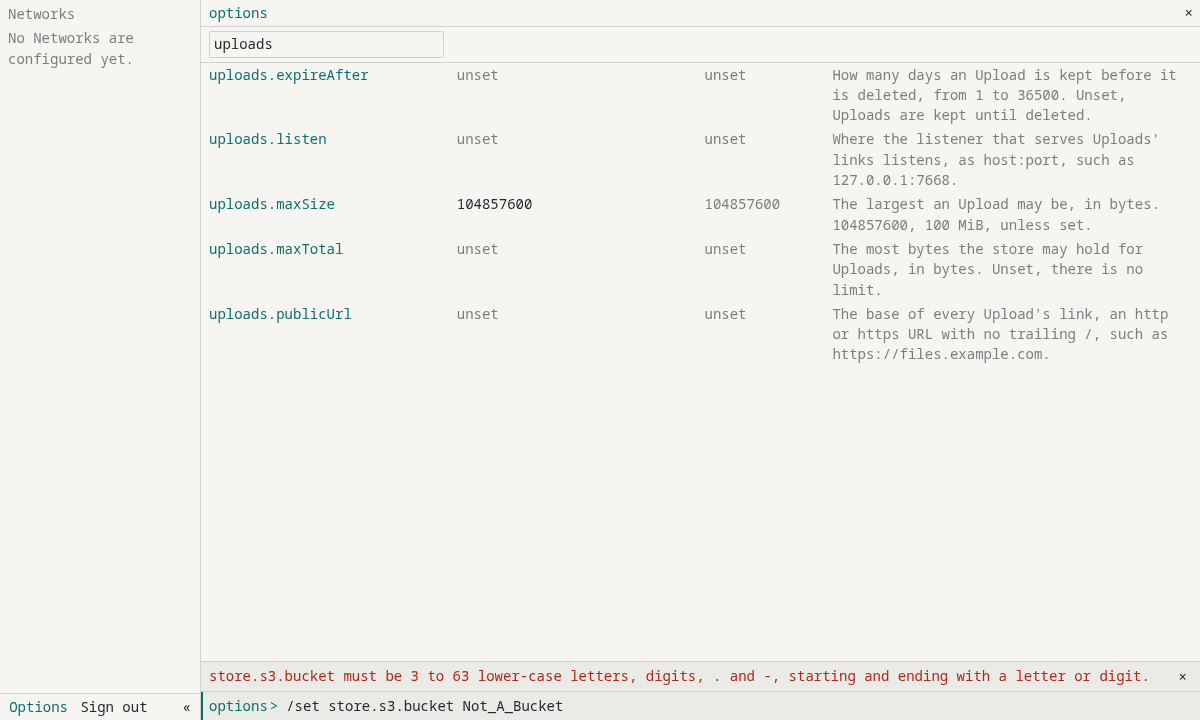 Networks
No Networks are
configured yet.
Options Sign out «
options ×
uploads
uploads.expireAfter unset unset How many days an Upload is kept before it
is deleted, from 1 to 36500. Unset,
Uploads are kept until deleted.
uploads.listen unset unset Where the listener that serves Uploads'
links listens, as host:port, such as
127.0.0.1:7668.
uploads.maxSize 104857600 104857600 The largest an Upload may be, in bytes.
104857600, 100 MiB, unless set.
uploads.maxTotal unset unset The most bytes the store may hold for
Uploads, in bytes. Unset, there is no
limit.
uploads.publicUrl unset unset The base of every Upload's link, an http
or https URL with no trailing /, such as
https://files.example.com.
store.s3.bucket must be 3 to 63 lower-case letters, digits, . and -, starting and ending with a letter or digit. ×
options> /set store.s3.bucket Not_A_Bucket